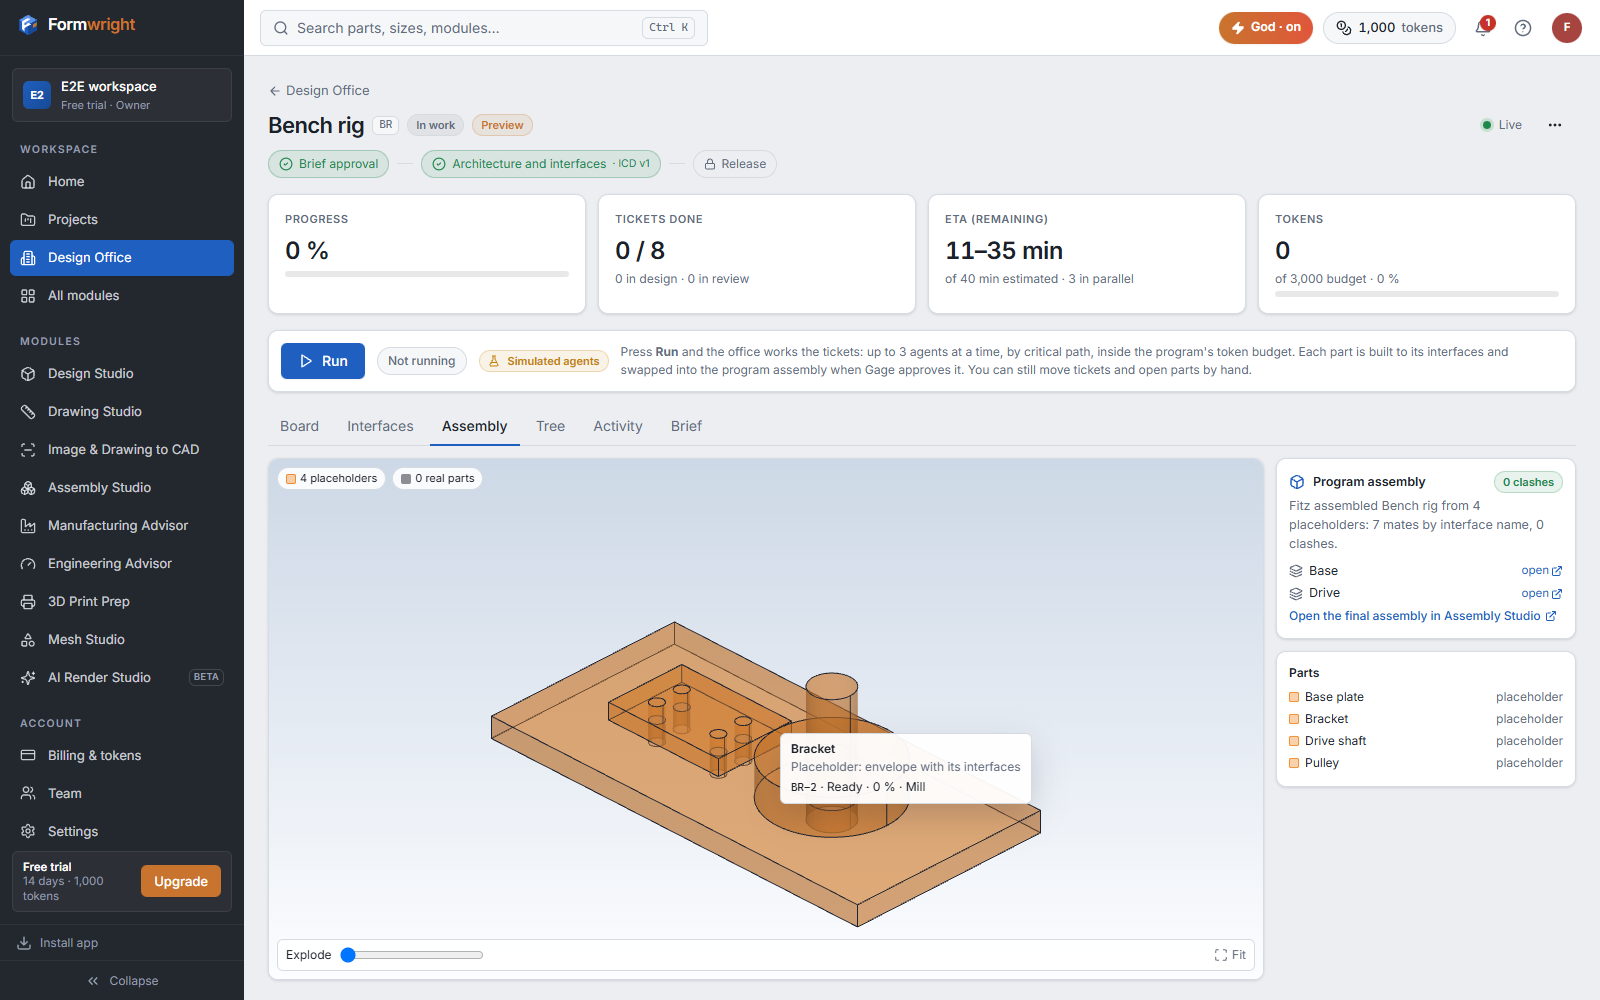 Formwright
Search parts, sizes, modules...
Ctrl K
God · on
1,000 tokens
1
F
E2
E2E workspace
Free trial · Owner
WORKSPACE
Home
Projects
Design Office
All modules
MODULES
Design Studio
Drawing Studio
Image & Drawing to CAD
Assembly Studio
Manufacturing Advisor
Engineering Advisor
3D Print Prep
Mesh Studio
AI Render Studio
BETA
ACCOUNT
Billing & tokens
Team
Settings
Free trial
14 days · 1,000
tokens
Upgrade
Install app
Collapse
Design Office
Bench rig
BR
In work
Preview
Live
Brief approval
Architecture and interfaces · ICD v1
Release
PROGRESS
0 %
TICKETS DONE
0 / 8
0 in design · 0 in review
ETA (REMAINING)
11–35 min
of 40 min estimated · 3 in parallel
TOKENS
0
of 3,000 budget · 0 %
Run
Not running
Simulated agents
Press Run and the office works the tickets: up to 3 agents at a time, by critical path, inside the program's token budget. Each part is built to its interfaces and
swapped into the program assembly when Gage approves it. You can still move tickets and open parts by hand.
Board
Interfaces
Assembly
Tree
Activity
Brief
4 placeholders
0 real parts
Bracket
Placeholder: envelope with its interfaces
BR-2 · Ready · 0 % · Mill
Explode
Fit
Program assembly
0 clashes
Fitz assembled Bench rig from 4
placeholders: 7 mates by interface name, 0
clashes.
Base
open
Drive
open
Open the final assembly in Assembly Studio
Parts
Base plate placeholder
Bracket placeholder
Drive shaft placeholder
Pulley placeholder